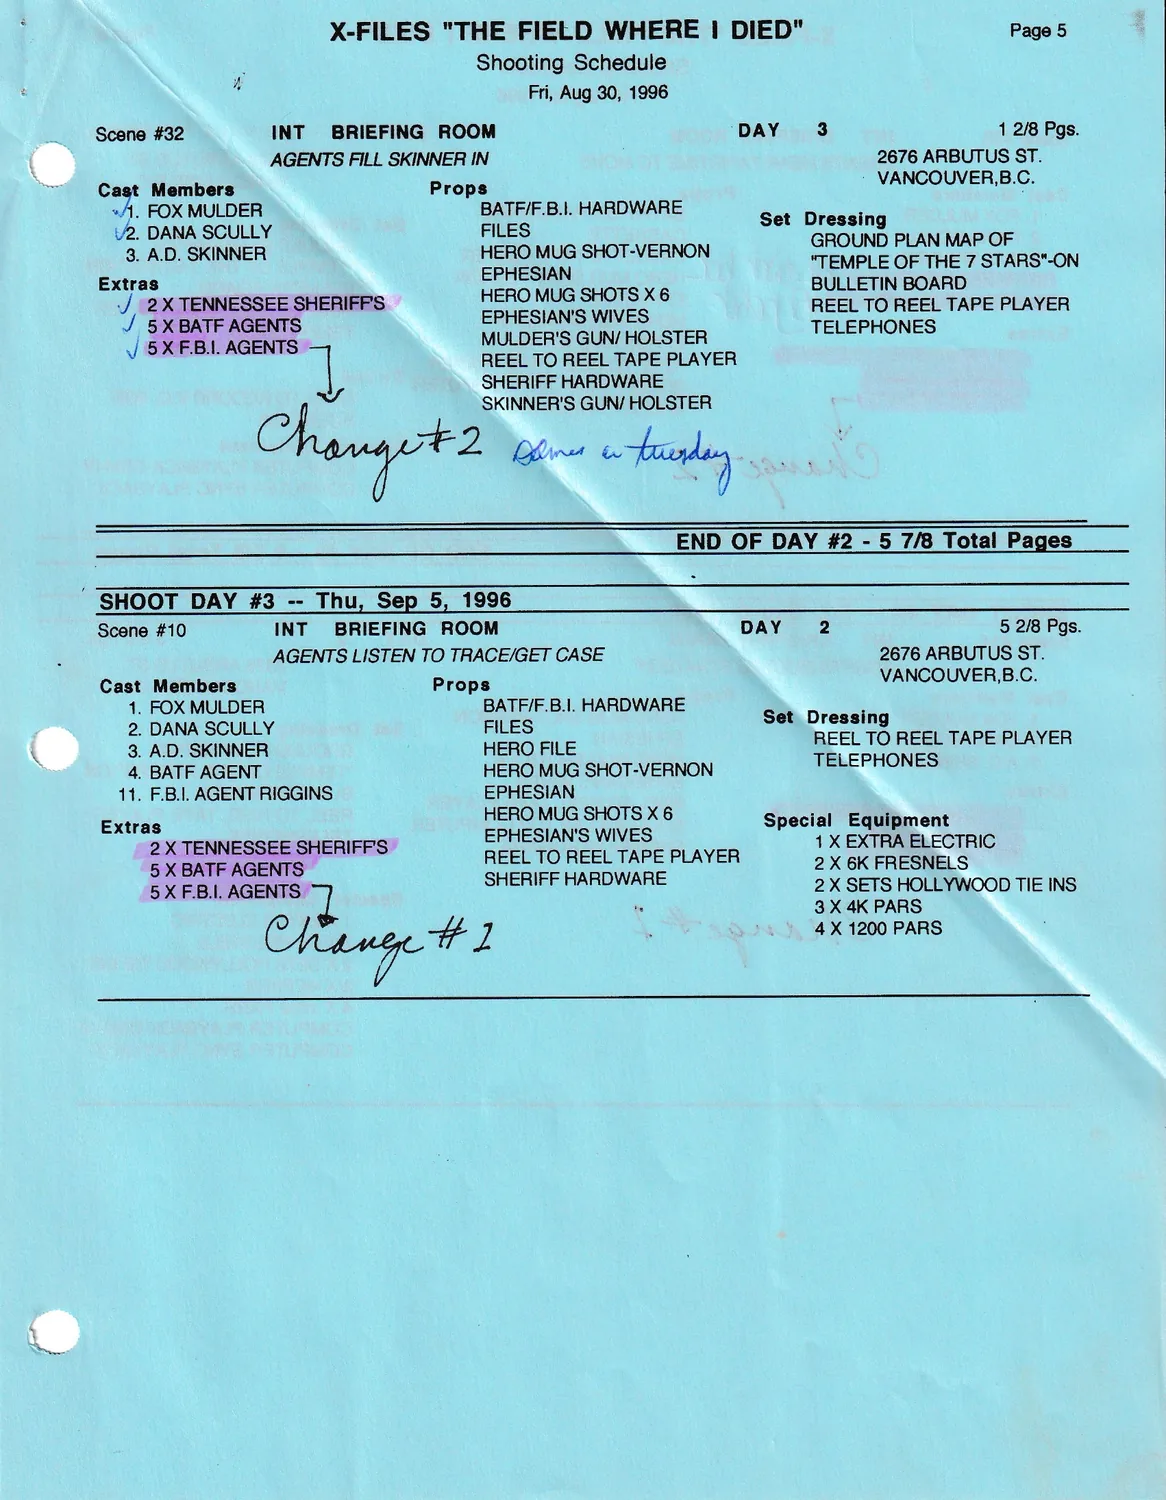 X-FILES "THE FIELD WHERE I DIED"
Page 5
Shooting Schedule
Fri, Aug 30, 1996
Scene #32 INT BRIEFING ROOM DAY 3 1 2/8 Pgs.
AGENTS FILL SKINNER IN
2676 ARBUTUS ST.
VANCOUVER,B.C.
Cast Members
1. FOX MULDER
2. DANA SCULLY
3. A.D. SKINNER
Extras
2 X TENNESSEE SHERIFF'S
5 X BATF AGENTS
5 X F.B.I. AGENTS
Change #2
Props
BATF/F.B.I. HARDWARE
FILES
HERO MUG SHOT-VERNON
EPHESIAN
HERO MUG SHOTS X 6
EPHESIAN'S WIVES
MULDER'S GUN/ HOLSTER
REEL TO REEL TAPE PLAYER
SHERIFF HARDWARE
SKINNER'S GUN/ HOLSTER
tuesday
Set Dressing
GROUND PLAN MAP OF
"TEMPLE OF THE 7 STARS"-ON
BULLETIN BOARD
REEL TO REEL TAPE PLAYER
TELEPHONES
END OF DAY #2 - 5 7/8 Total Pages
SHOOT DAY #3 -- Thu, Sep 5, 1996
Scene #10 INT BRIEFING ROOM DAY 2 5 2/8 Pgs.
AGENTS LISTEN TO TRACE/GET CASE
2676 ARBUTUS ST.
VANCOUVER,B.C.
Cast Members
1. FOX MULDER
2. DANA SCULLY
3. A.D. SKINNER
4. BATF AGENT
11. F.B.I. AGENT RIGGINS
Extras
2 X TENNESSEE SHERIFF'S
5 X BATF AGENTS
5 X F.B.I. AGENTS
Change #1
Props
BATF/F.B.I. HARDWARE
FILES
HERO FILE
HERO MUG SHOT-VERNON
EPHESIAN
HERO MUG SHOTS X 6
EPHESIAN'S WIVES
REEL TO REEL TAPE PLAYER
SHERIFF HARDWARE
Set Dressing
REEL TO REEL TAPE PLAYER
TELEPHONES
Special Equipment
1 X EXTRA ELECTRIC
2 X 6K FRESNELS
2 X SETS HOLLYWOOD TIE INS
3 X 4K PARS
4 X 1200 PARS